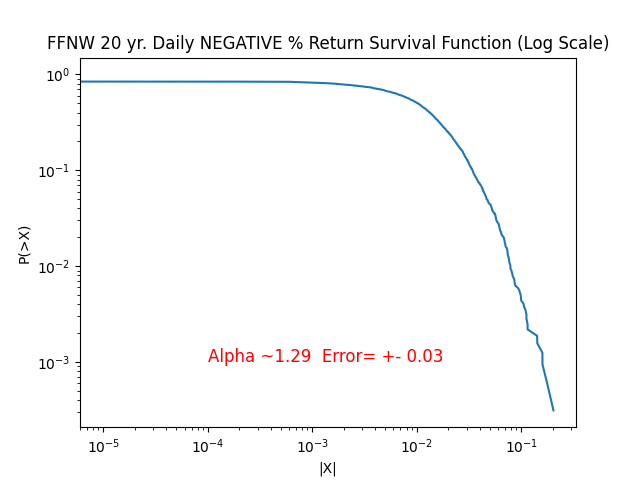 FFNW 20 yr. Daily NEGATIVE % Return Survival Function (Log Scale)
10⁰
10⁻¹
10⁻²
10⁻³
P(>X)
Alpha ~1.29  Error= +- 0.03
10⁻⁵ 10⁻⁴ 10⁻³ 10⁻² 10⁻¹
|X|